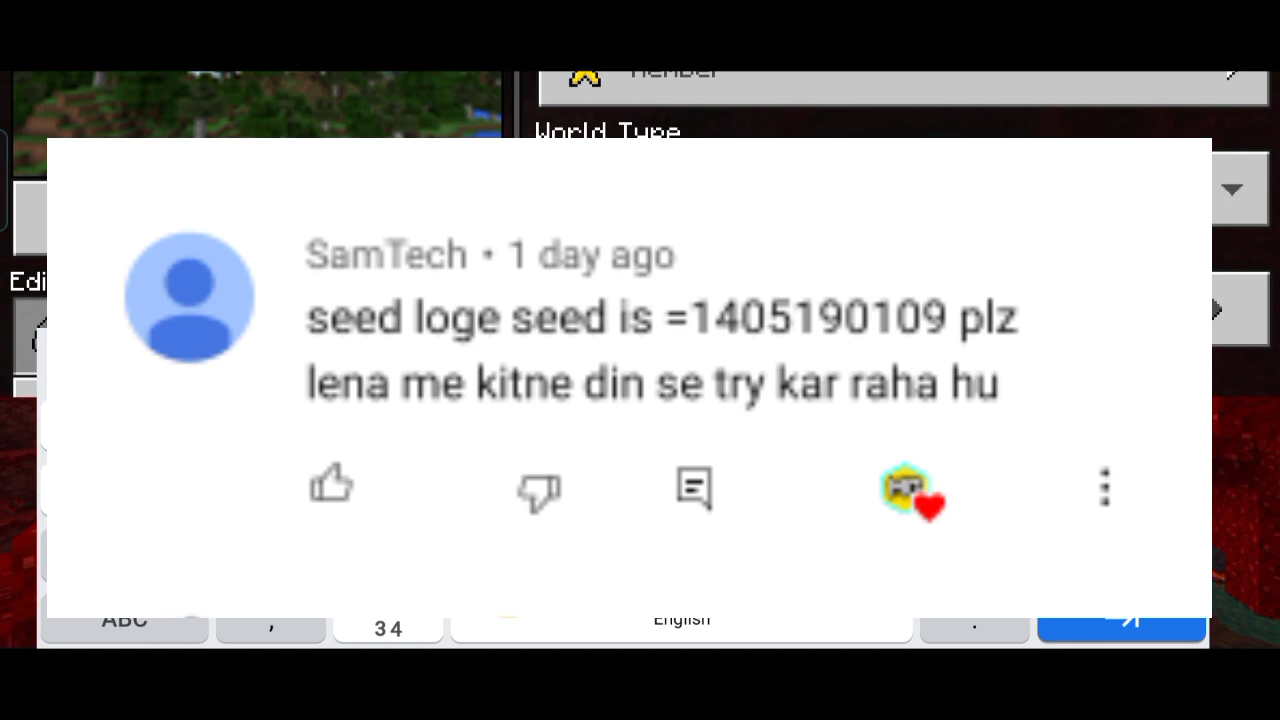 World Type
Edi
SamTech • 1 day ago
seed loge seed is =1405190109 plz
lena me kitne din se try kar raha hu
ABC , 34 English .